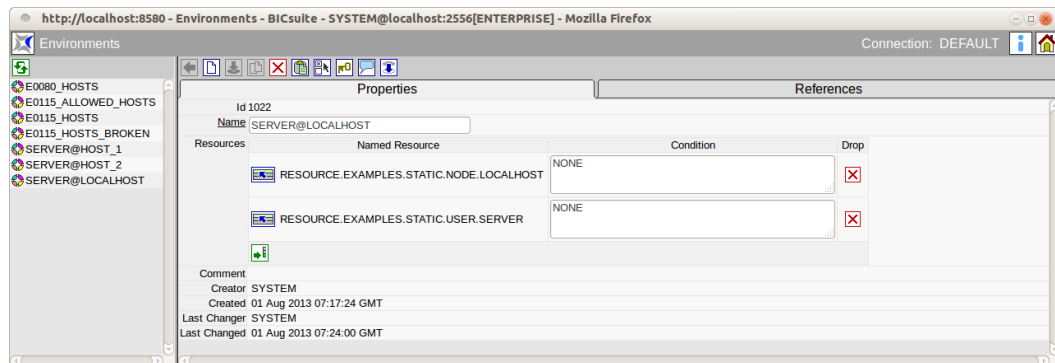 http://localhost:8580 - Environments - BICsuite - SYSTEM@localhost:2556[ENTERPRISE] - Mozilla Firefox
Environments
Connection: DEFAULT
E0080_HOSTS
E0115_ALLOWED_HOSTS
E0115_HOSTS
E0115_HOSTS_BROKEN
SERVER@HOST_1
SERVER@HOST_2
SERVER@LOCALHOST
Properties
References
Id 1022
Name SERVER@LOCALHOST
Resources Named Resource Condition Drop
RESOURCE.EXAMPLES.STATIC.NODE.LOCALHOST NONE
RESOURCE.EXAMPLES.STATIC.USER.SERVER NONE
Comment
Creator SYSTEM
Created 01 Aug 2013 07:17:24 GMT
Last Changer SYSTEM
Last Changed 01 Aug 2013 07:24:00 GMT